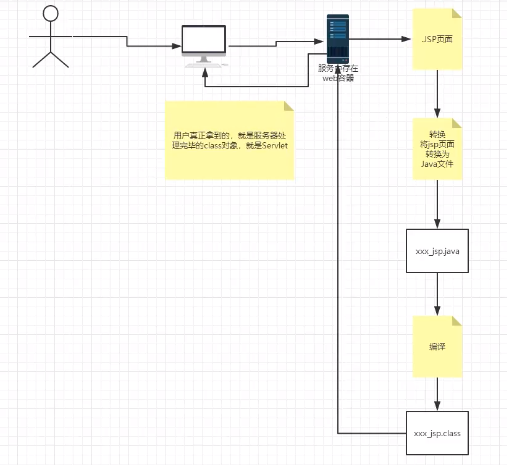 .JSP页面
服务
存在
web容器
用户真正拿到的，就是服务器处
理完毕的class对象，就是Servlet
转换
将jsp页面
转换为
Java文件
xxx_jsp.java
编译
xxx_jsp.class